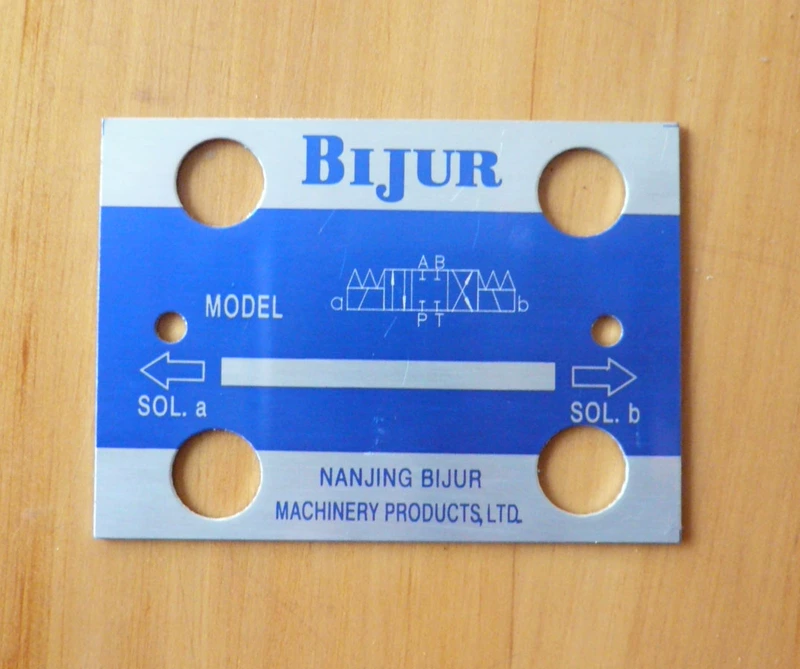 BIJUR
A B
MODEL
a b
P T
SOL. a SOL. b
NANJING BIJUR
MACHINERY PRODUCTS, LTD.